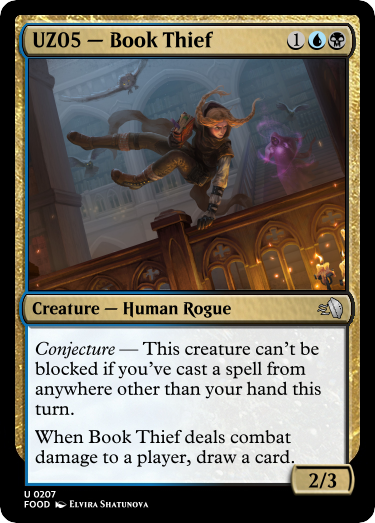 UZ05 — Book Thief 1
Creature — Human Rogue
Conjecture — This creature can't be
blocked if you've cast a spell from
anywhere other than your hand this
turn.
When Book Thief deals combat
damage to a player, draw a card.
2/3
U 0207
FOOD Elvira Shatunova